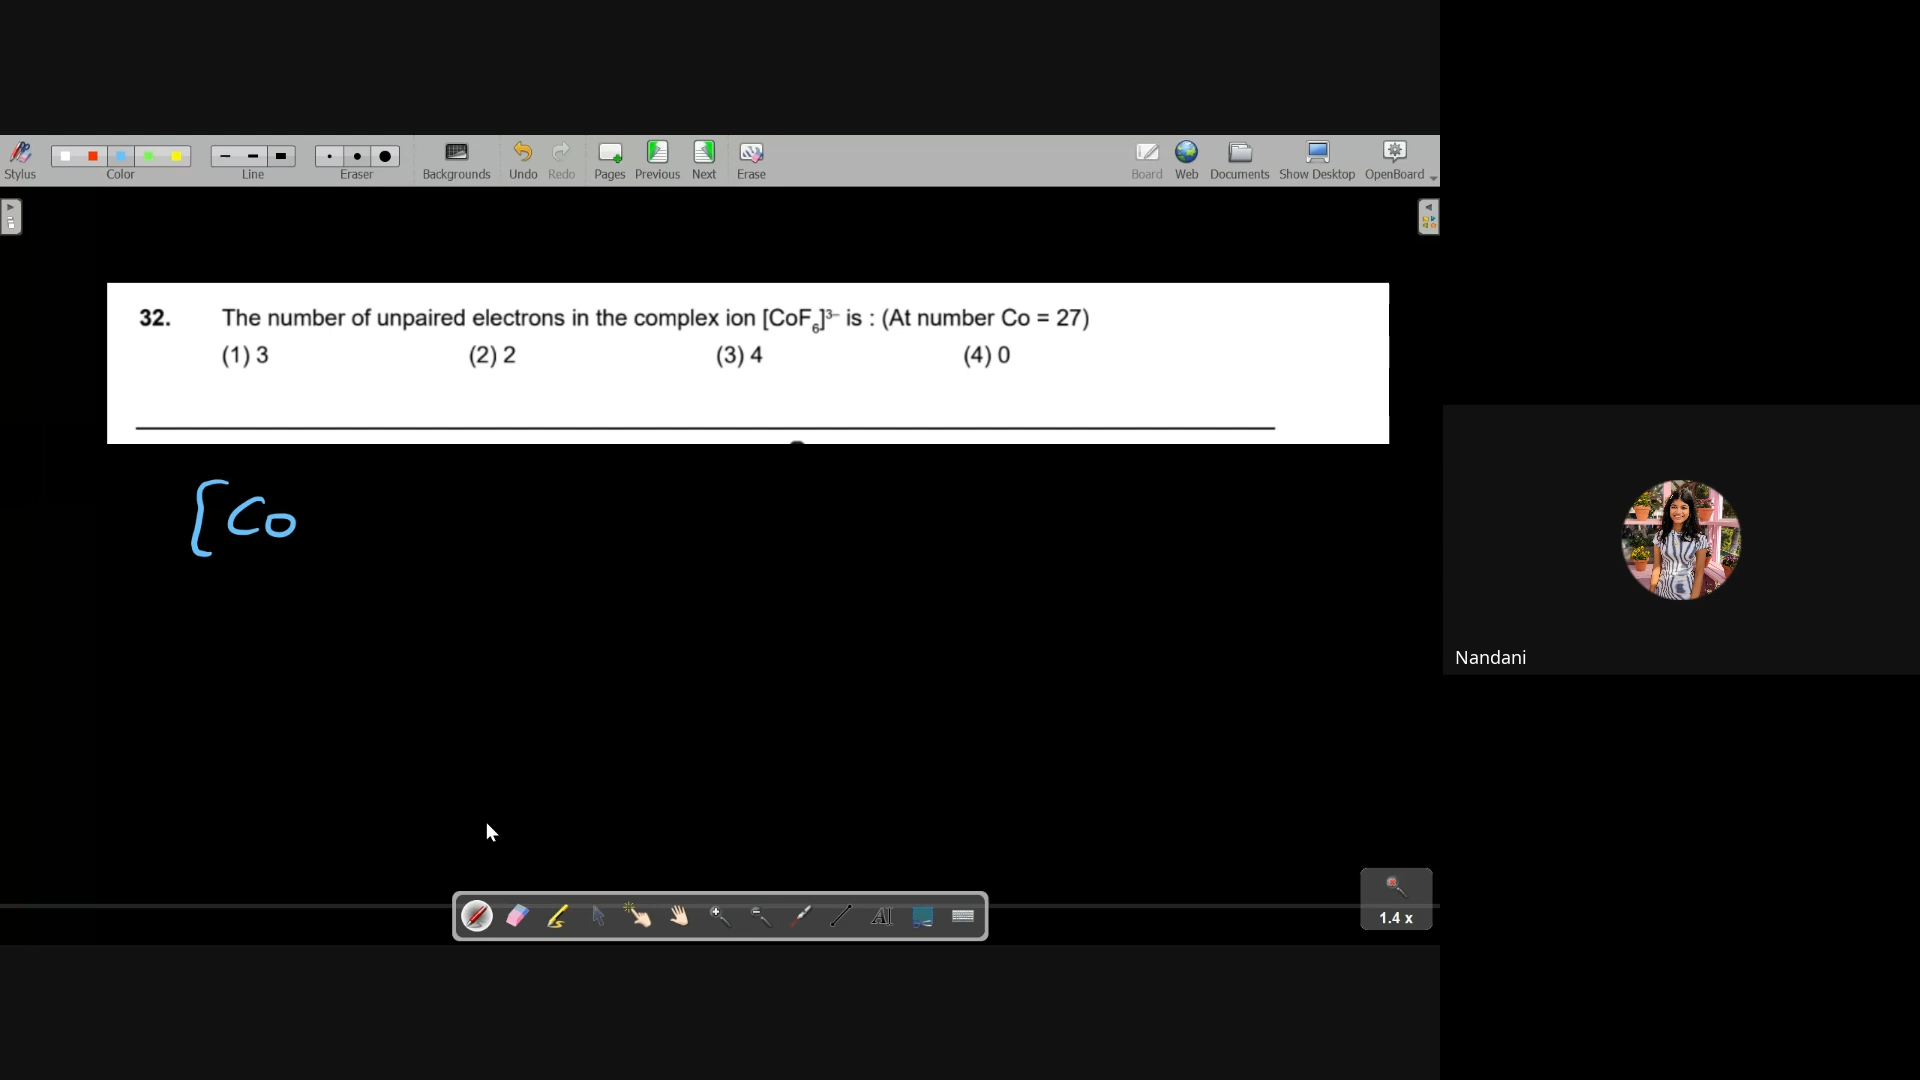 Stylus Color Line Eraser Backgrounds Undo Redo Pages Previous Next Erase Board Web Documents Show Desktop OpenBoard
32. The number of unpaired electrons in the complex ion [CoF₆]³⁻ is : (At number Co = 27)
(1) 3 (2) 2 (3) 4 (4) 0
[Co
Nandani
1.4 x